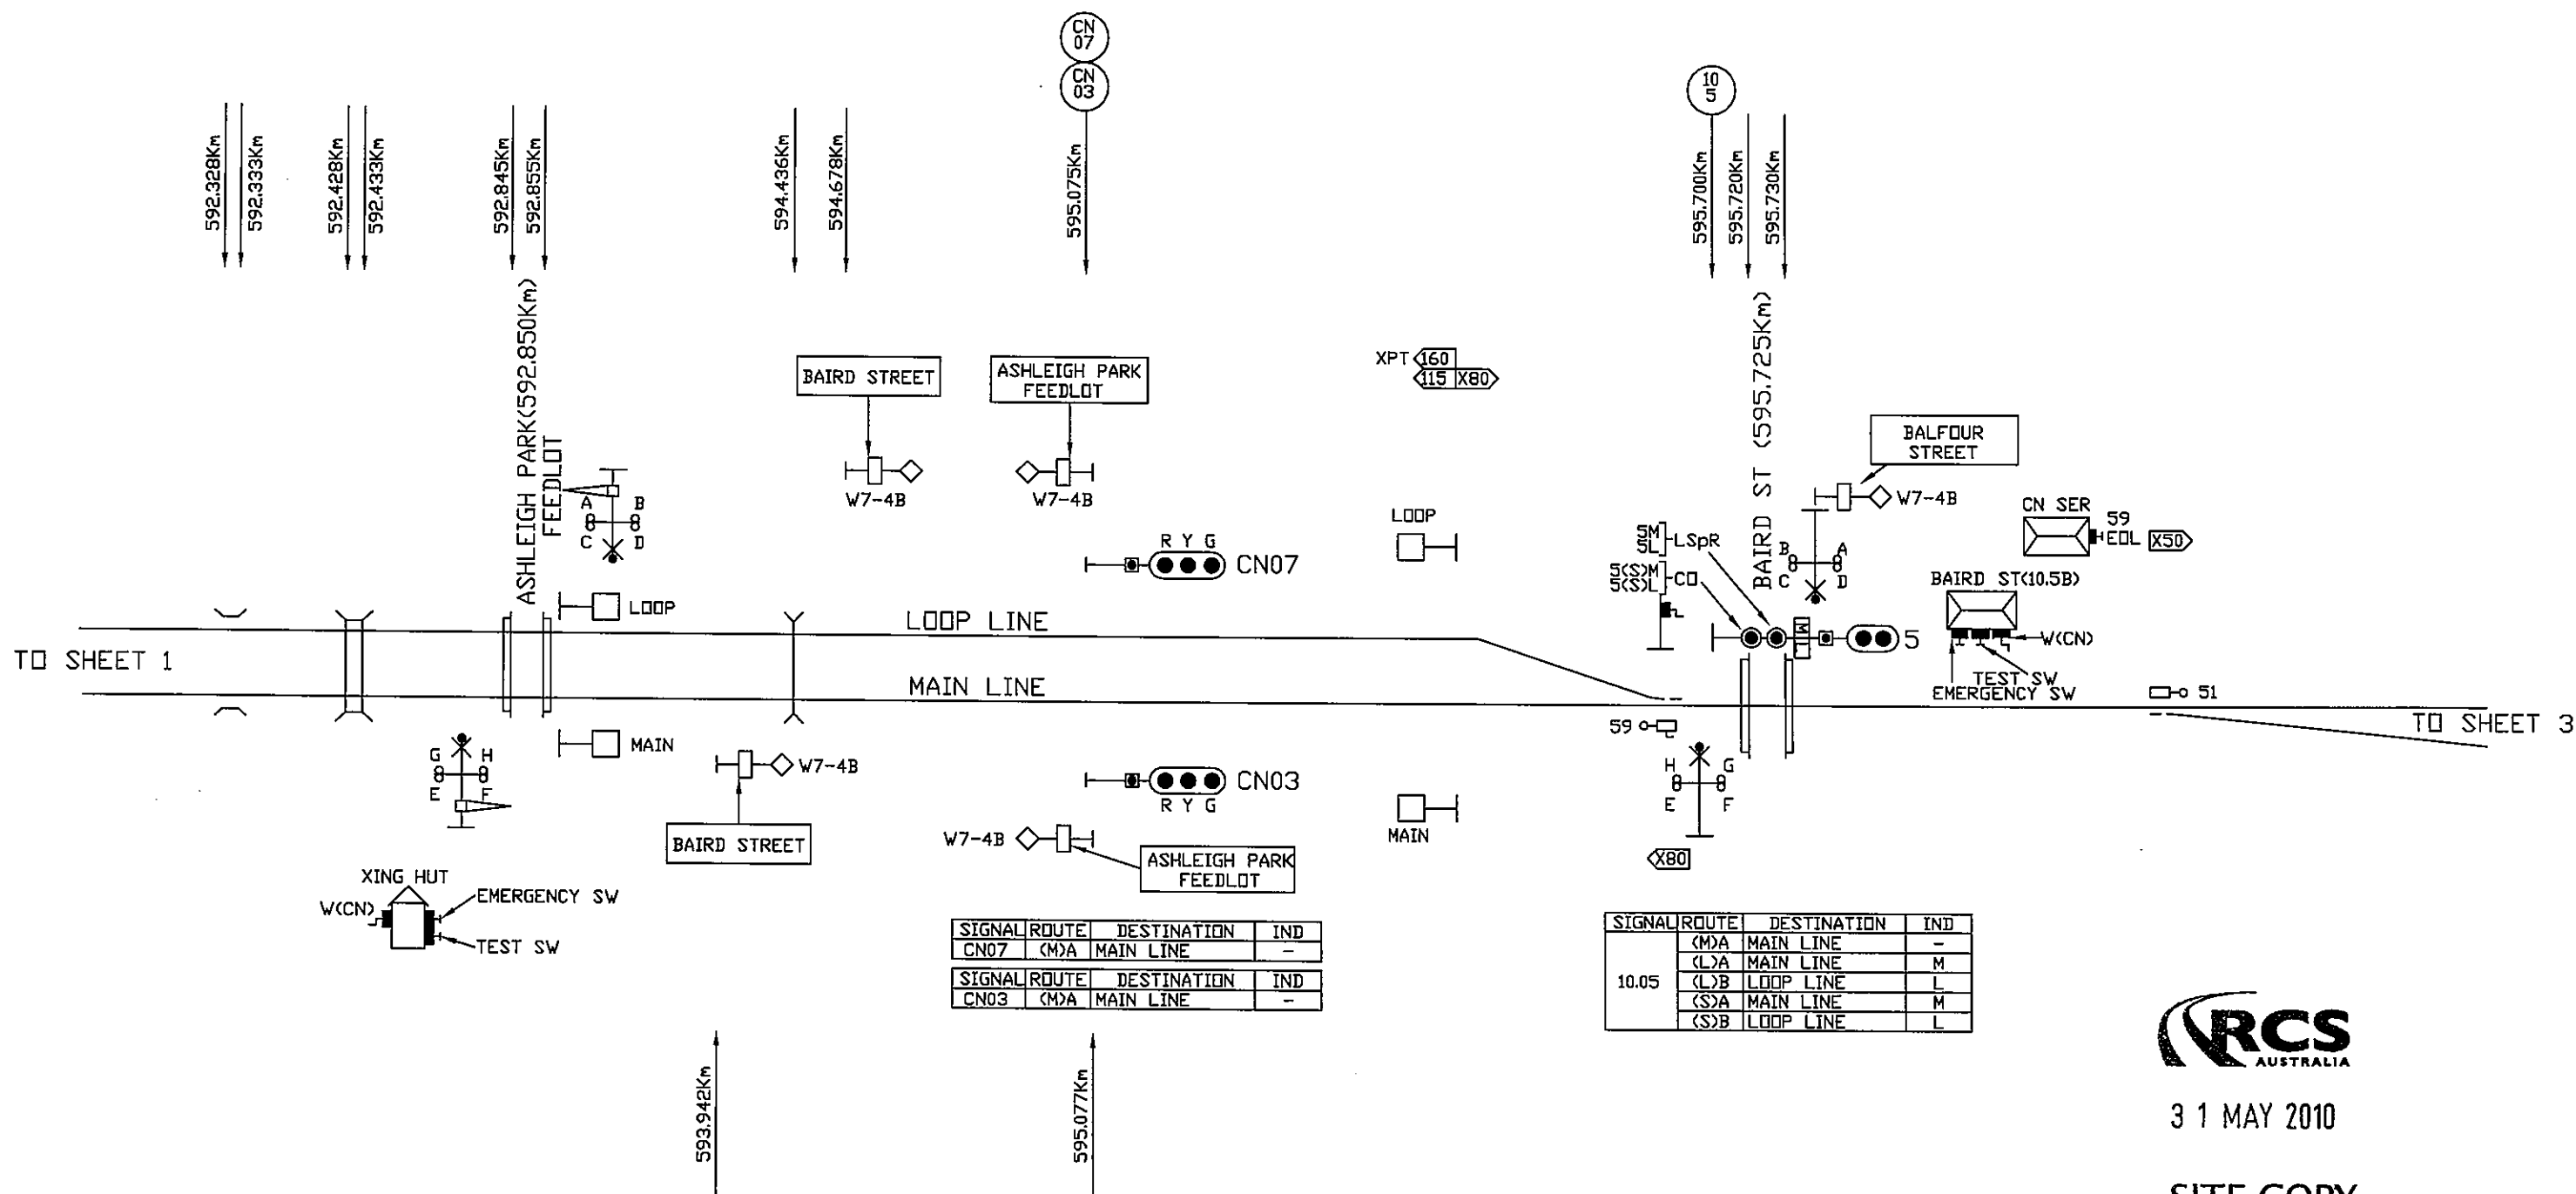 CN
07
CN
03
10
5
592.328Km
592.333Km
592.428Km
592.433Km
592.845Km
592.855Km
594.436Km
594.678Km
595.075Km
595.700Km
595.720Km
595.730Km
ASHLEIGH PARK(592.850Km)
FEEDLOT
BAIRD ST (595.725Km)
BAIRD STREET
ASHLEIGH PARK
FEEDLOT
XPT 160
115 X80
BALFOUR
STREET
W7-4B
W7-4B
W7-4B
A B
C D
LOOP
R Y G
CN07
LOOP
5M
5L
LSpR
5(S)M
5(S)L
CO
B A
C D
M
L
5
CN SER
59
EOL X50
BAIRD ST(10.5B)
W(CN)
TEST SW
EMERGENCY SW
51
TO SHEET 1
LOOP LINE
MAIN LINE
TO SHEET 3
G H
E F
MAIN
W7-4B
BAIRD STREET
CN03
R Y G
W7-4B
ASHLEIGH PARK
FEEDLOT
MAIN
59
H G
E F
X80
XING HUT
W(CN)
EMERGENCY SW
TEST SW
SIGNAL ROUTE DESTINATION IND
CN07 (M)A MAIN LINE -
SIGNAL ROUTE DESTINATION IND
CN03 (M)A MAIN LINE -
SIGNAL ROUTE DESTINATION IND
10.05 (M)A MAIN LINE -
(L)A MAIN LINE M
(L)B LOOP LINE L
(S)A MAIN LINE M
(S)B LOOP LINE L
593.942Km
595.077Km
RCS
AUSTRALIA
3 1 MAY 2010
SITE COPY